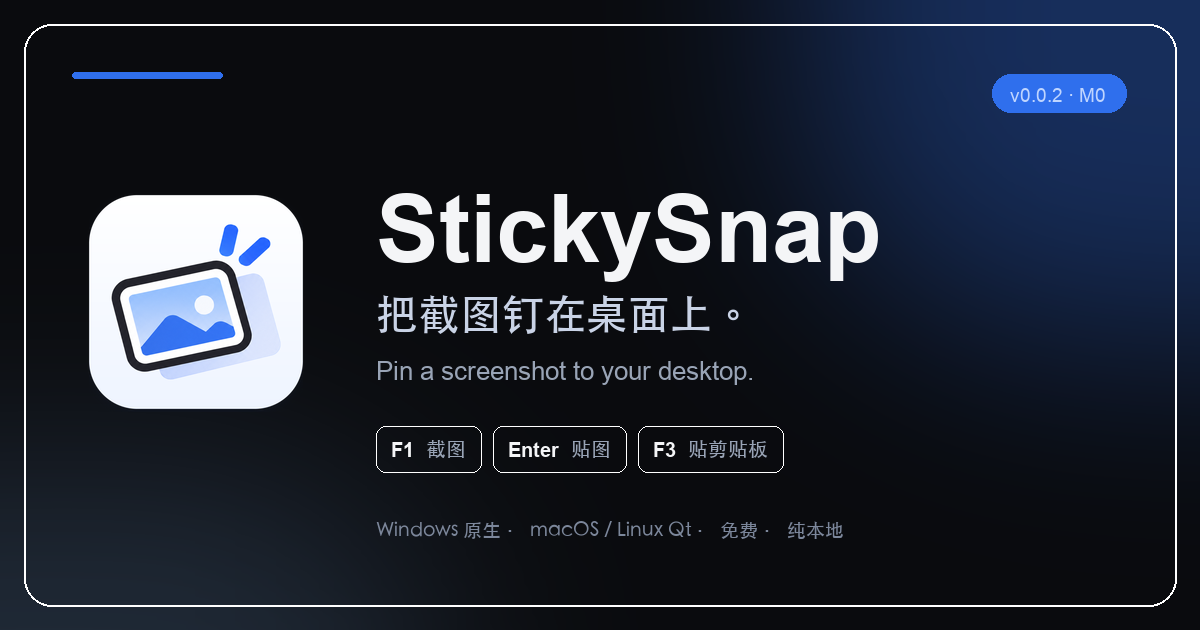 v0.0.2 · M0
StickySnap
把截图钉在桌面上。
Pin a screenshot to your desktop.
F1 截图 Enter 贴图 F3 贴剪贴板
Windows 原生 · macOS / Linux Qt · 免费 · 纯本地